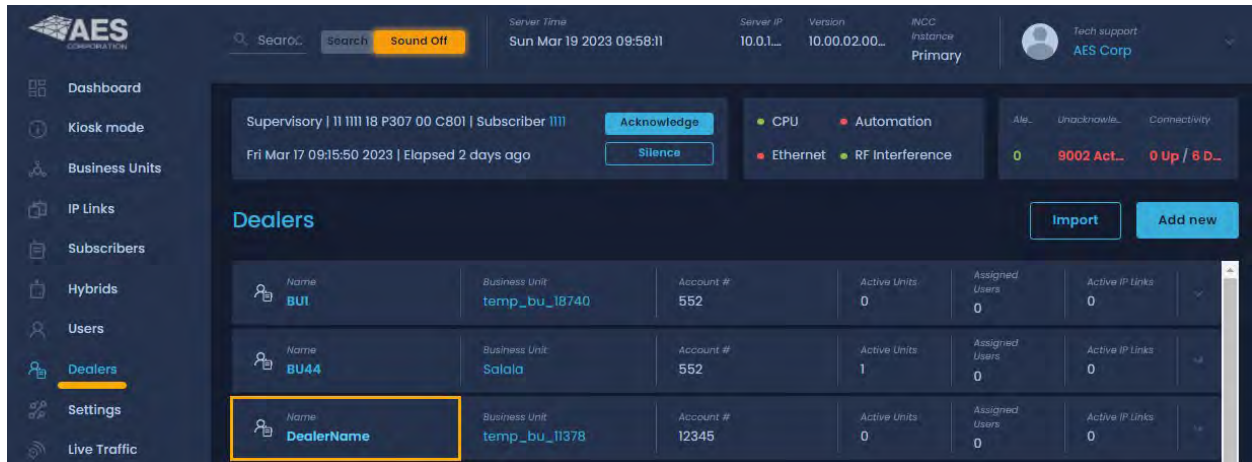 AES
CORPORATION
Searc..
Search
Sound Off
Server Time
Sun Mar 19 2023 09:58:11
Server IP
10.0.1....
Version
10.00.02.00...
INCC Instance
Primary
Tech support
AES Corp
Dashboard
Kiosk mode
Business Units
IP Links
Subscribers
Hybrids
Users
Dealers
Settings
Live Traffic
Supervisory | 11 1111 18 P307 00 C801 | Subscriber 1111
Acknowledge
Fri Mar 17 09:15:50 2023 | Elapsed 2 days ago
Silence
CPU
Automation
Ethernet
RF Interference
Ale..
0
Unacknowle..
9002 Act...
Connectivity
0 Up / 6 D...
Dealers
Import
Add new
Name
BU1
Business Unit
temp_bu_18740
Account #
552
Active Units
0
Assigned Users
0
Active IP Links
0
Name
BU44
Business Unit
Salala
Account #
552
Active Units
1
Assigned Users
0
Active IP Links
0
Name
DealerName
Business Unit
temp_bu_11378
Account #
12345
Active Units
0
Assigned Users
0
Active IP Links
0